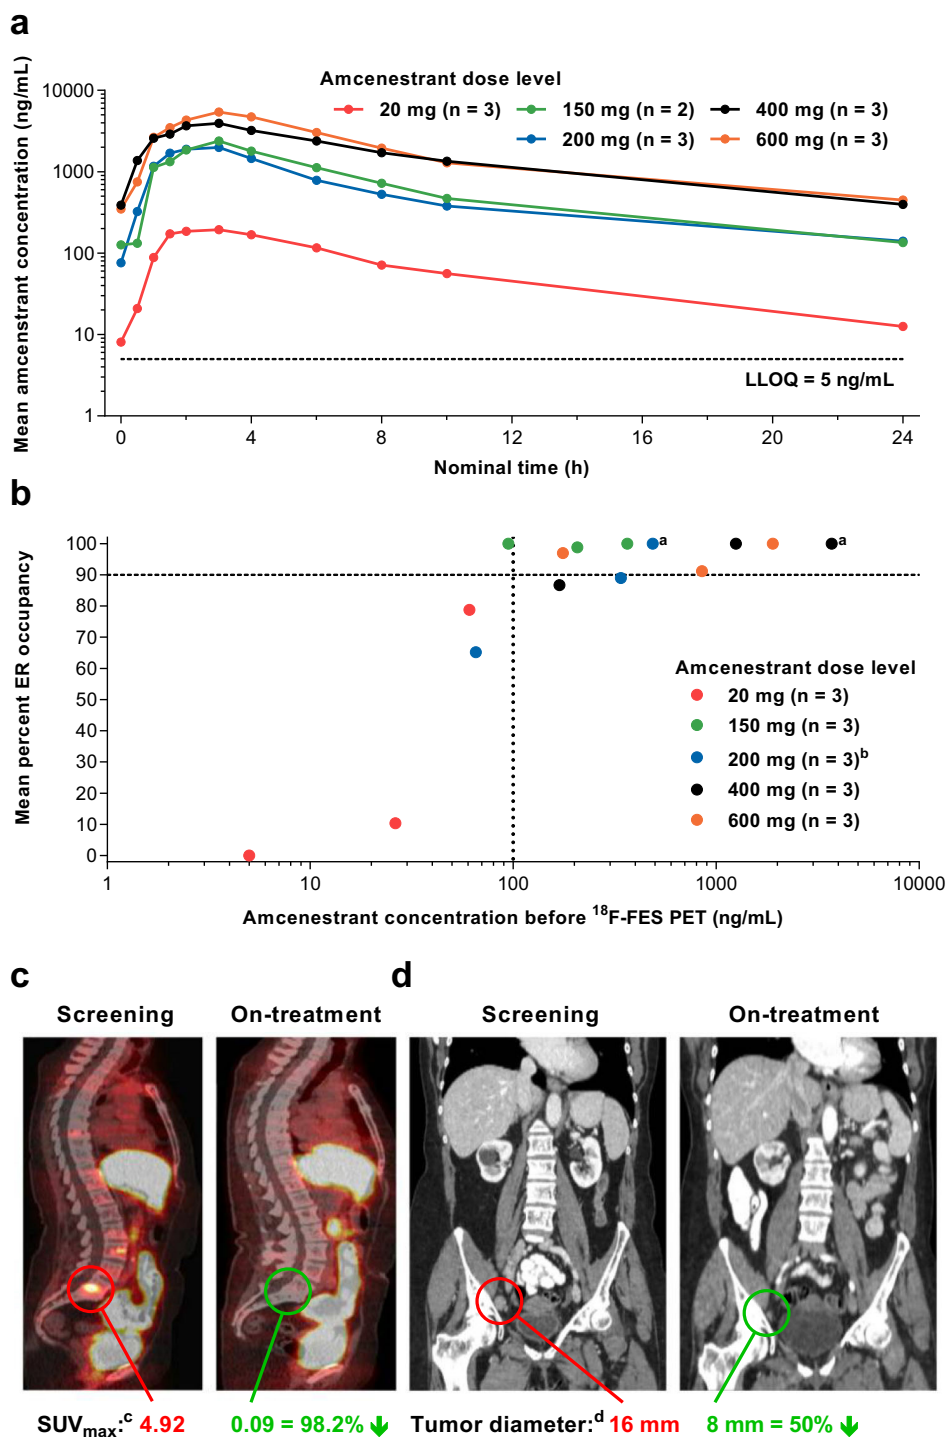 a
Amcenestrant dose level
20 mg (n = 3)
150 mg (n = 2)
400 mg (n = 3)
200 mg (n = 3)
600 mg (n = 3)
Mean amcenstrant concentration (ng/mL)
10000
1000
100
10
1
LLOQ = 5 ng/mL
0 4 8 12 16 20 24
Nominal time (h)
b
Mean percent ER occupancy
100
90
80
70
60
50
40
30
20
10
0
a
a
Amcenestrant dose level
20 mg (n = 3)
150 mg (n = 3)
200 mg (n = 3)b
400 mg (n = 3)
600 mg (n = 3)
1 10 100 1000 10000
Amcenestrant concentration before 18F-FES PET (ng/mL)
c
Screening
On-treatment
SUVmax:c 4.92
0.09 = 98.2%
d
Screening
On-treatment
Tumor diameter:d 16 mm
8 mm = 50%